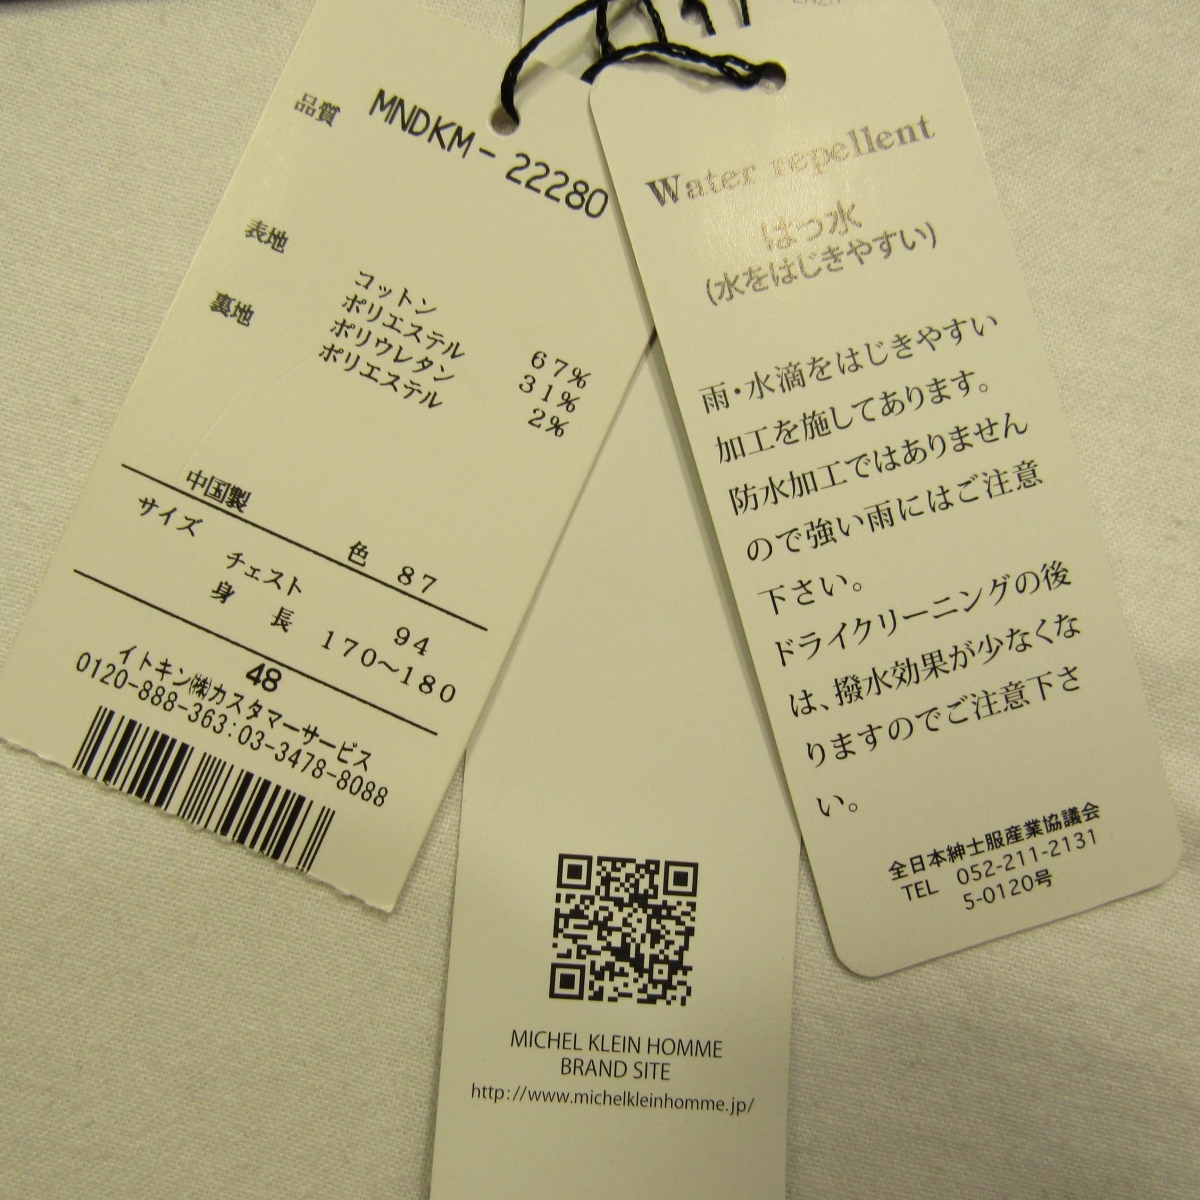 品質 MNDKM-22280
表地 コットン 67%
ポリエステル 31%
ポリウレタン 2%
裏地 ポリエステル
中国製
サイズ 色 87
チェスト 94
身長 170~180
48
イトキン㈱カスタマーサービス
0120-888-363:03-3478-8088
MICHEL KLEIN HOMME
BRAND SITE
http://www.michelkleinhomme.jp/
Water repellent
はっ水
(水をはじきやすい)
雨・水滴をはじきやすい
加工を施してあります。
防水加工ではありません
ので強い雨にはご注意
下さい。
ドライクリーニングの後
は、撥水効果が少なくな
りますのでご注意下さ
い。
全日本紳士服産業協議会
TEL 052-211-2131
5-0120号